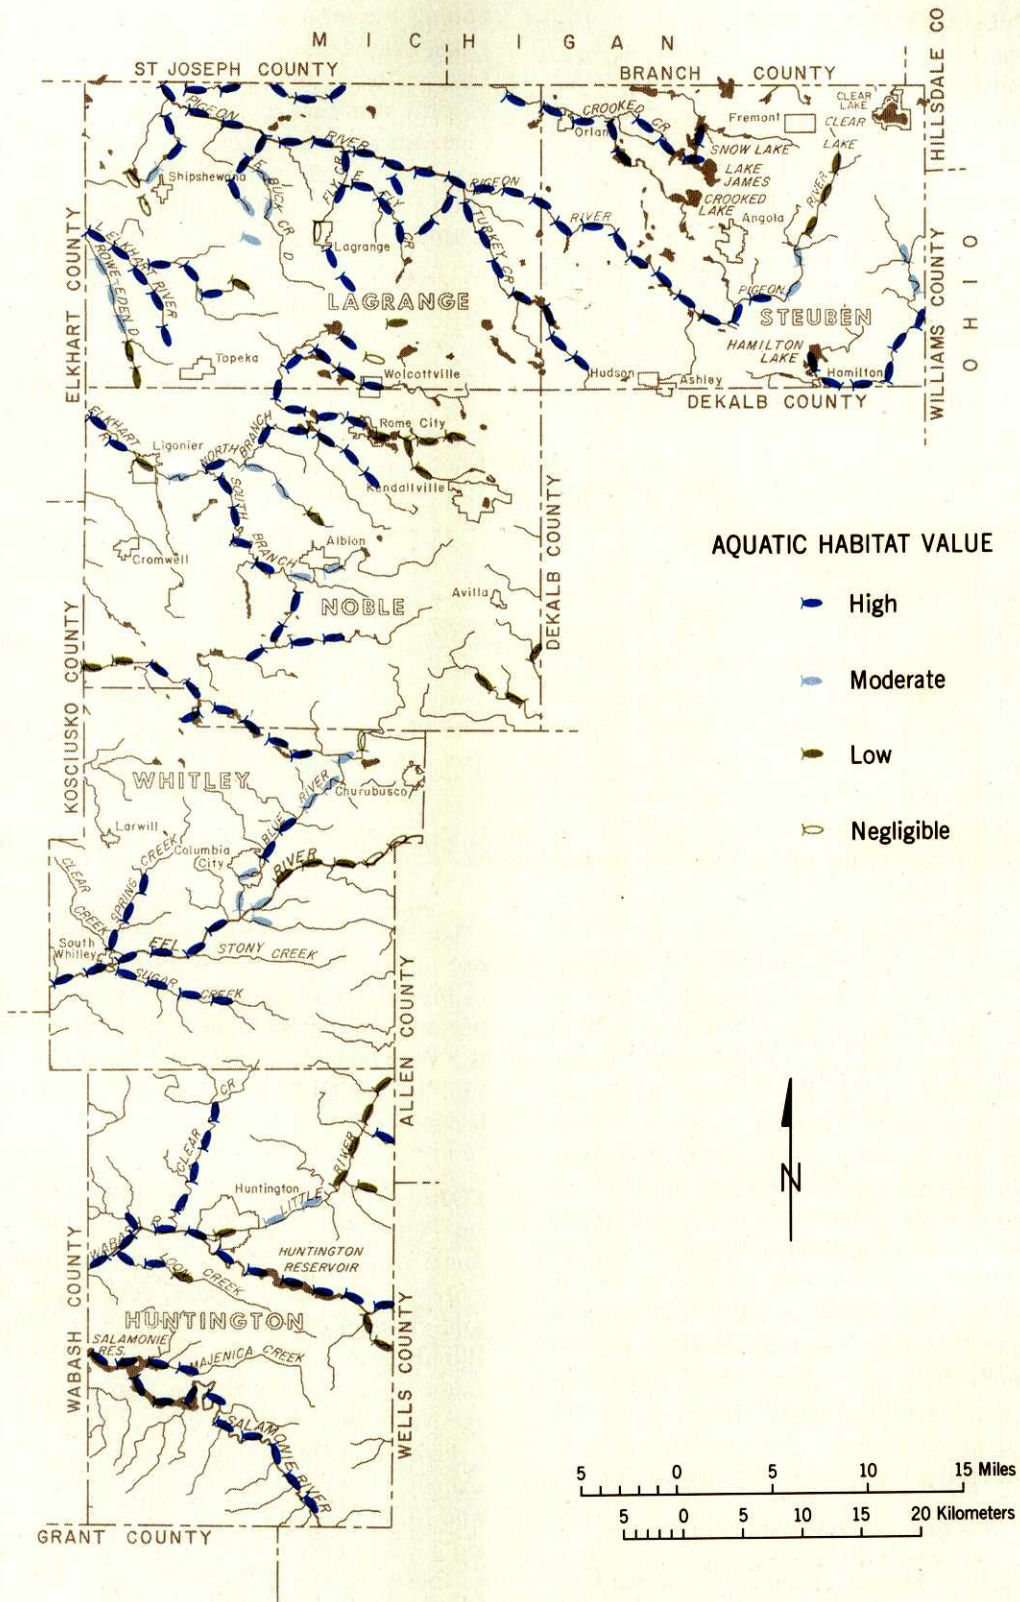 MICHIGAN
HILLSDALE CO
ST JOSEPH COUNTY
BRANCH COUNTY
PIGEON
RIVER
CROOKED
CR
Orland
Fremont
CLEAR
LAKE
CLEAR
LAKE
SNOW LAKE
LAKE
JAMES
CROOKED
LAKE
Angola
RIVER
Shipshewana
BUCK CR
FLY CR
FLY
CR
PIGEON
RIVER
TURKEY CR
Lagrange
ELKHART COUNTY
L ELKHART RIVER
ROWE-EDEN D
LAGRANGE
PIGEON
STEUBEN
OHIO
WILLIAMS COUNTY
HAMILTON
LAKE
Hamilton
Topeka
Wolcottville
Hudson
Ashley
DEKALB COUNTY
ELKHART
R
Ligonier
NORTH
BRANCH
Rome City
SOUTH
BRANCH
Kendallville
Albion
Cromwell
NOBLE
Avilla
DEKALB COUNTY
KOSCIUSKO COUNTY
AQUATIC HABITAT VALUE
High
Moderate
Low
Negligible
WHITLEY
BLUE
RIVER
Churubusco
Larwill
Columbia
City
CLEAR
CREEK
SPRING
CREEK
RIVER
South
Whitley
EEL
STONY CREEK
SUGAR
CREEK
ALLEN COUNTY
CR
CLEAR
RIVER
LITTLE
Huntington
WABASH
R
HUNTINGTON
RESERVOIR
LOON
CREEK
HUNTINGTON
WABASH COUNTY
WELLS COUNTY
SALAMONIE
RES.
MAJENICA CREEK
SALAMONIE RIVER
GRANT COUNTY
N
5 0 5 10 15 Miles
5 0 5 10 15 20 Kilometers